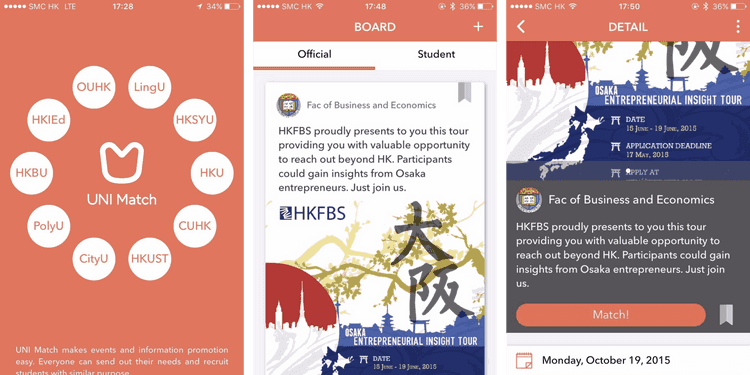 SMC HK LTE 17:28 34%
OUHK
LingU
HKIEd
HKSYU
HKBU
HKU
UNI Match
PolyU
CUHK
CityU
HKUST
UNI Match makes events and information promotion
easy. Everyone can send out their needs and recruit
students with similar purpose.
SMC HK 17:48 36%
BOARD
+
Official
Student
Fac of Business and Economics
HKFBS proudly presents to you this tour
providing you with valuable opportunity
to reach out beyond HK. Participants
could gain insights from Osaka
entrepreneurs. Just join us.
HKFBS
大阪
OSAKA
ENTREPRENEURIAL INSIGHT TOUR
DATE
15 JUNE - 19 JUNE, 2015
SMC HK 17:50 36%
DETAIL
阪
OSAKA
ENTREPRENEURIAL INSIGHT TOUR
DATE
15 JUNE - 19 JUNE, 2015
APPLICATION DEADLINE
17 MAY, 2015
APPLY AT
Fac of Business and Economics
HKFBS proudly presents to you this tour
providing you with valuable opportunity to
reach out beyond HK. Participants could gain
insights from Osaka entrepreneurs. Just join
us.
Match!
Monday, October 19, 2015